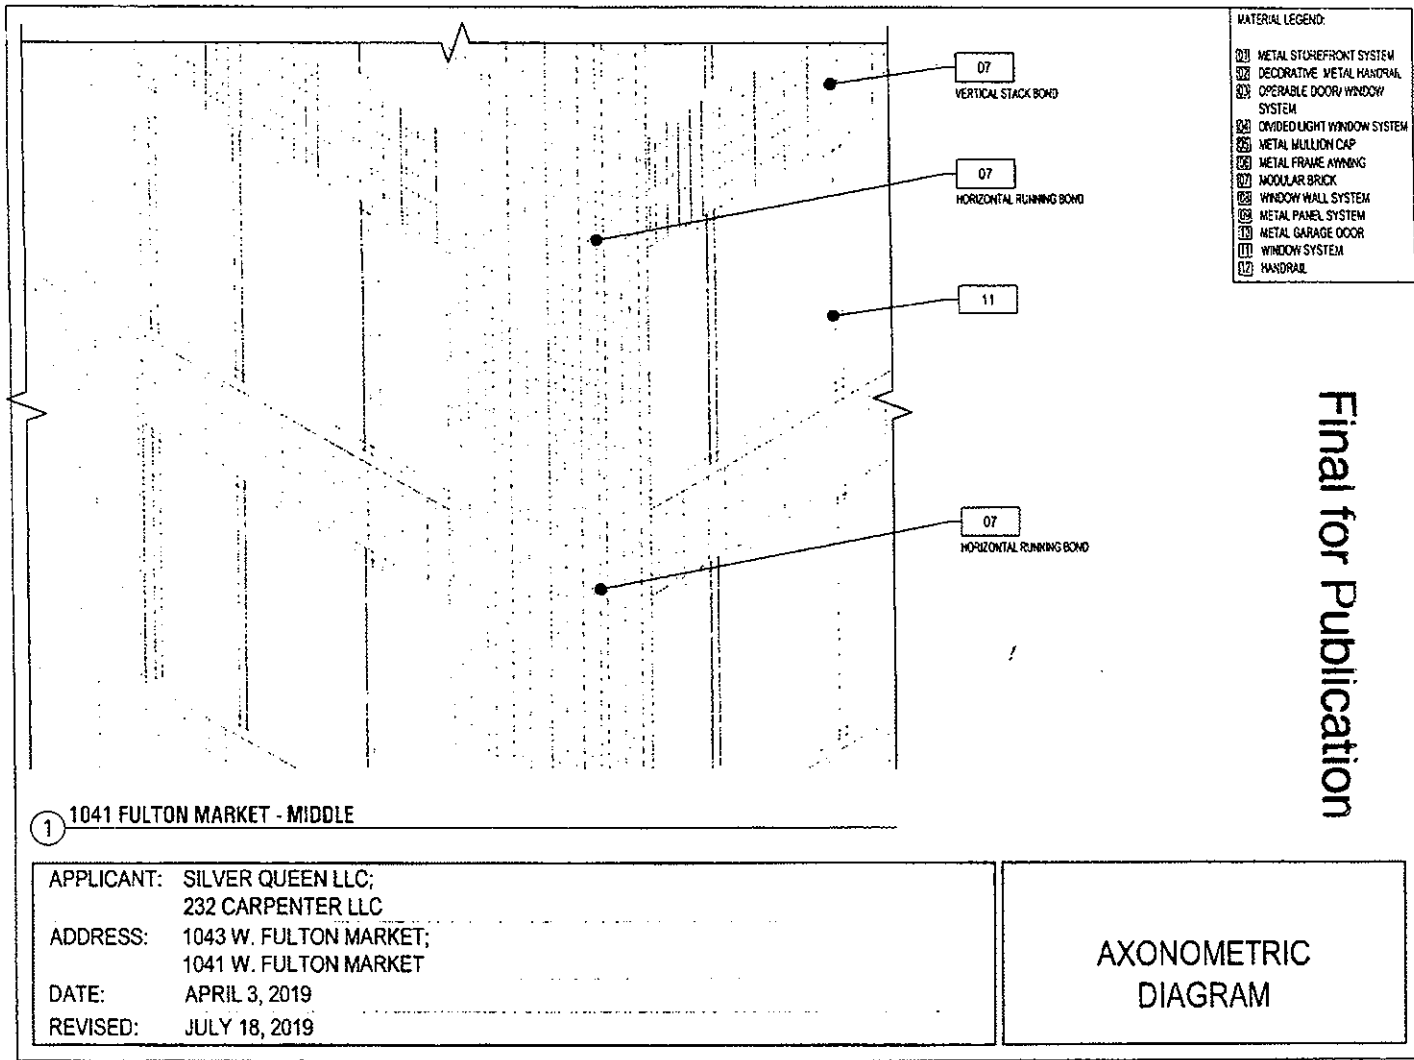 07
VERTICAL STACK BOND
07
HORIZONTAL RUNNING BOND
11
07
HORIZONTAL RUNNING BOND
MATERIAL LEGEND:
01 METAL STOREFRONT SYSTEM
02 DECORATIVE METAL HANDRAIL
03 OPERABLE DOOR/ WINDOW
SYSTEM
04 DIVIDED LIGHT WINDOW SYSTEM
05 METAL MULLION CAP
06 METAL FRAME AWNING
07 MODULAR BRICK
08 WINDOW WALL SYSTEM
09 METAL PANEL SYSTEM
10 METAL GARAGE DOOR
11 WINDOW SYSTEM
12 HANDRAIL
Final for Publication
1 1041 FULTON MARKET - MIDDLE
APPLICANT: SILVER QUEEN LLC;
232 CARPENTER LLC
ADDRESS: 1043 W. FULTON MARKET;
1041 W. FULTON MARKET
DATE: APRIL 3, 2019
REVISED: JULY 18, 2019
AXONOMETRIC
DIAGRAM